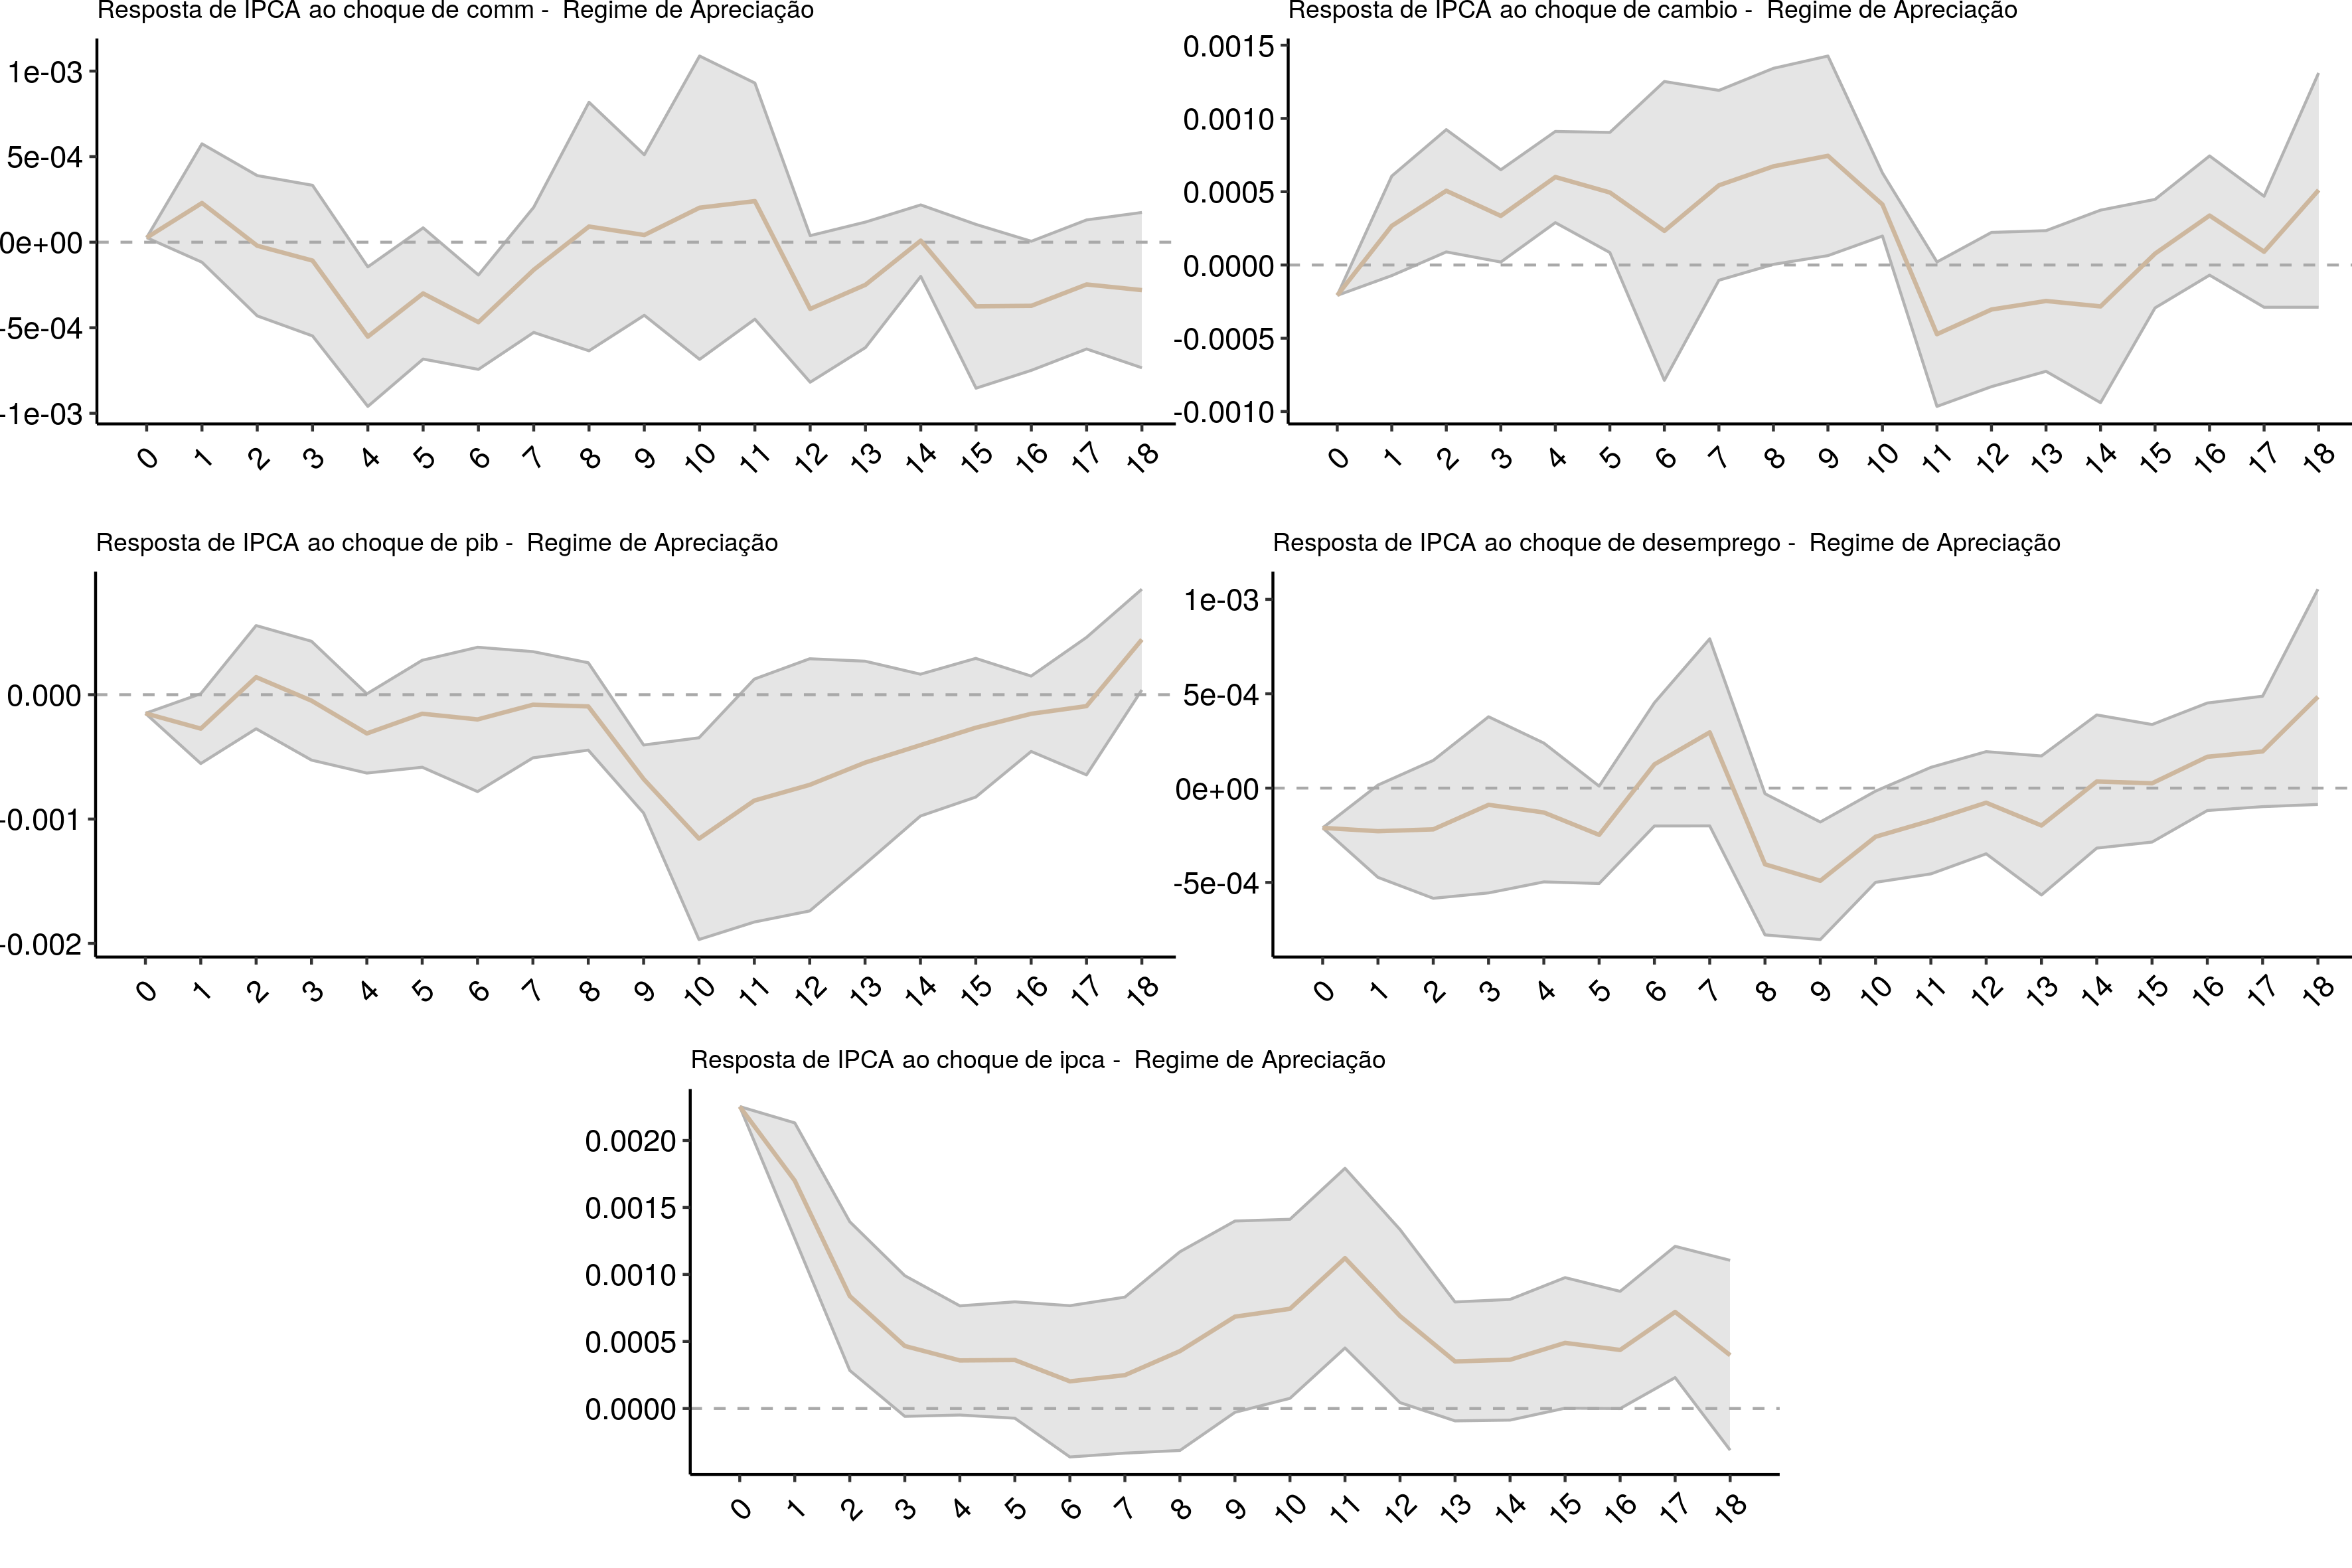 Resposta de IPCA ao choque de comm - Regime de Apreciação
1e-03
5e-04
0e+00
-5e-04
-1e-03
0 1 2 3 4 5 6 7 8 9 10 11 12 13 14 15 16 17 18
Resposta de IPCA ao choque de cambio - Regime de Apreciação
0.0015
0.0010
0.0005
0.0000
-0.0005
-0.0010
0 1 2 3 4 5 6 7 8 9 10 11 12 13 14 15 16 17 18
Resposta de IPCA ao choque de pib - Regime de Apreciação
0.000
-0.001
-0.002
0 1 2 3 4 5 6 7 8 9 10 11 12 13 14 15 16 17 18
Resposta de IPCA ao choque de desemprego - Regime de Apreciação
1e-03
5e-04
0e+00
-5e-04
0 1 2 3 4 5 6 7 8 9 10 11 12 13 14 15 16 17 18
Resposta de IPCA ao choque de ipca - Regime de Apreciação
0.0020
0.0015
0.0010
0.0005
0.0000
0 1 2 3 4 5 6 7 8 9 10 11 12 13 14 15 16 17 18